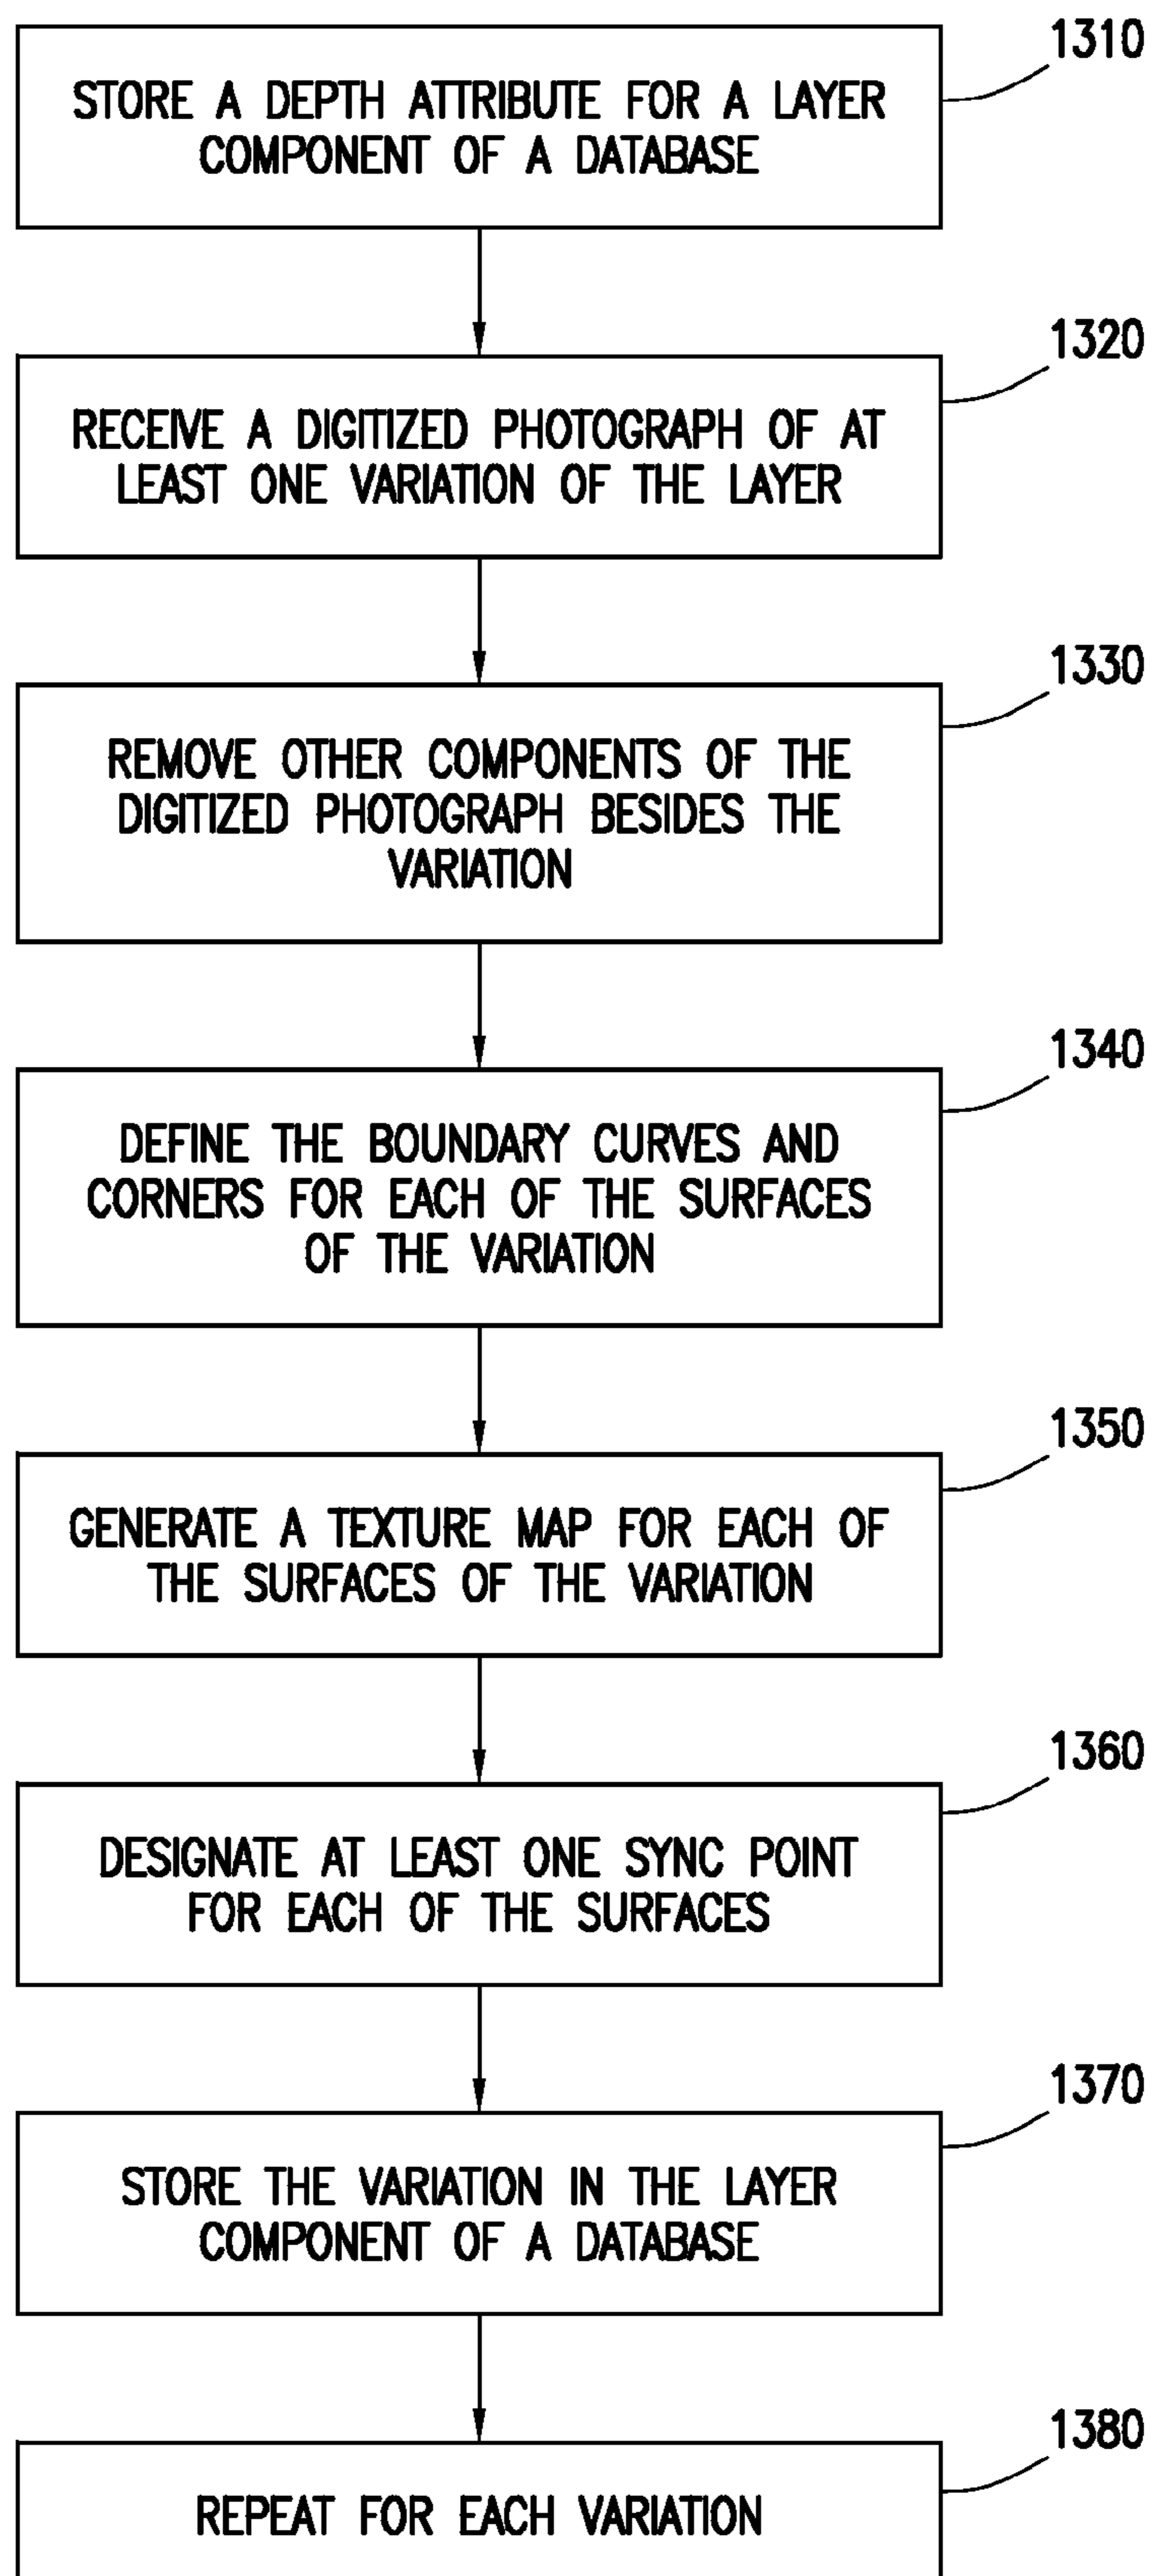 1310
STORE A DEPTH ATTRIBUTE FOR A LAYER
COMPONENT OF A DATABASE
1320
RECEIVE A DIGITIZED PHOTOGRAPH OF AT
LEAST ONE VARIATION OF THE LAYER
1330
REMOVE OTHER COMPONENTS OF THE
DIGITIZED PHOTOGRAPH BESIDES THE
VARIATION
1340
DEFINE THE BOUNDARY CURVES AND
CORNERS FOR EACH OF THE SURFACES
OF THE VARIATION
1350
GENERATE A TEXTURE MAP FOR EACH OF
THE SURFACES OF THE VARIATION
1360
DESIGNATE AT LEAST ONE SYNC POINT
FOR EACH OF THE SURFACES
1370
STORE THE VARIATION IN THE LAYER
COMPONENT OF A DATABASE
1380
REPEAT FOR EACH VARIATION